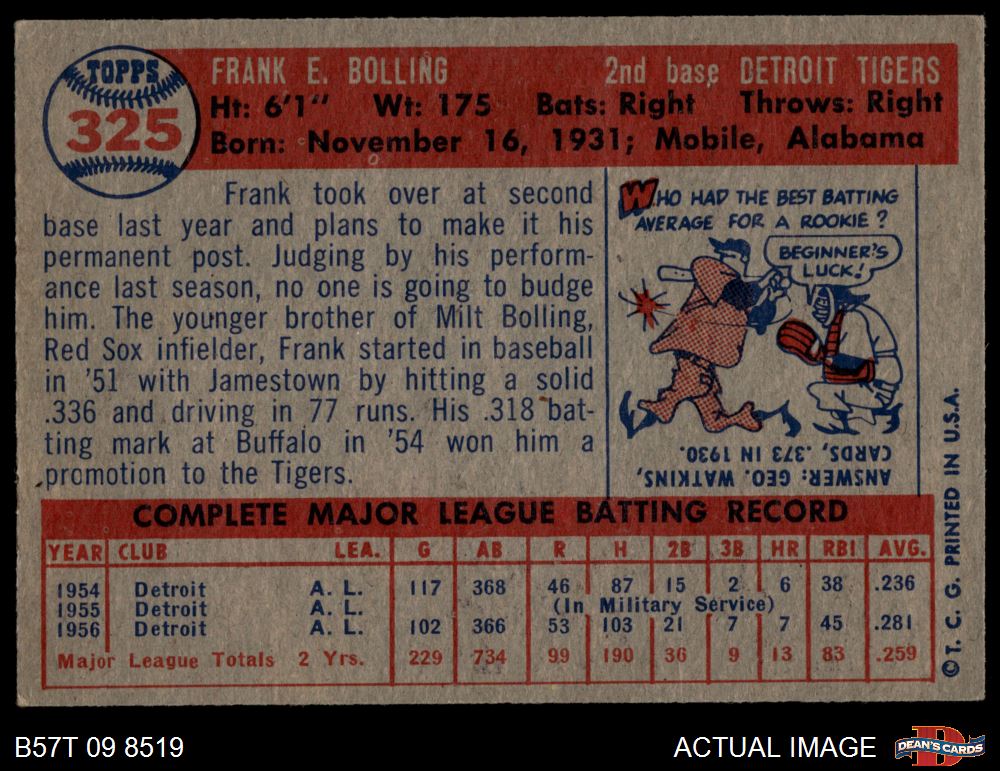 TOPPS
325
FRANK E. BOLLING 2nd base DETROIT TIGERS
Ht: 6'1" Wt: 175 Bats: Right Throws: Right
Born: November 16, 1931; Mobile, Alabama
Frank took over at second
base last year and plans to make it his
permanent post. Judging by his perform-
ance last season, no one is going to budge
him. The younger brother of Milt Bolling,
Red Sox infielder, Frank started in baseball
in '51 with Jamestown by hitting a solid
.336 and driving in 77 runs. His .318 bat-
ting mark at Buffalo in '54 won him a
promotion to the Tigers.
WHO HAD THE BEST BATTING
AVERAGE FOR A ROOKIE?
BEGINNER'S
LUCK!
ANSWER: GEO. WATKINS,
CARDS, .373 IN 1930.
COMPLETE MAJOR LEAGUE BATTING RECORD
YEAR CLUB LEA. G AB R H 2B 3B HR RBI AVG.
1954 Detroit A. L. 117 368 46 87 15 2 6 38 .236
1955 Detroit A. L. (In Military Service)
1956 Detroit A. L. 102 366 53 103 21 7 7 45 .281
Major League Totals 2 Yrs. 229 734 99 190 36 9 13 83 .259
© T. C. G. PRINTED IN U.S.A.
B57T 09 8519
ACTUAL IMAGE
DEAN'S CARDS